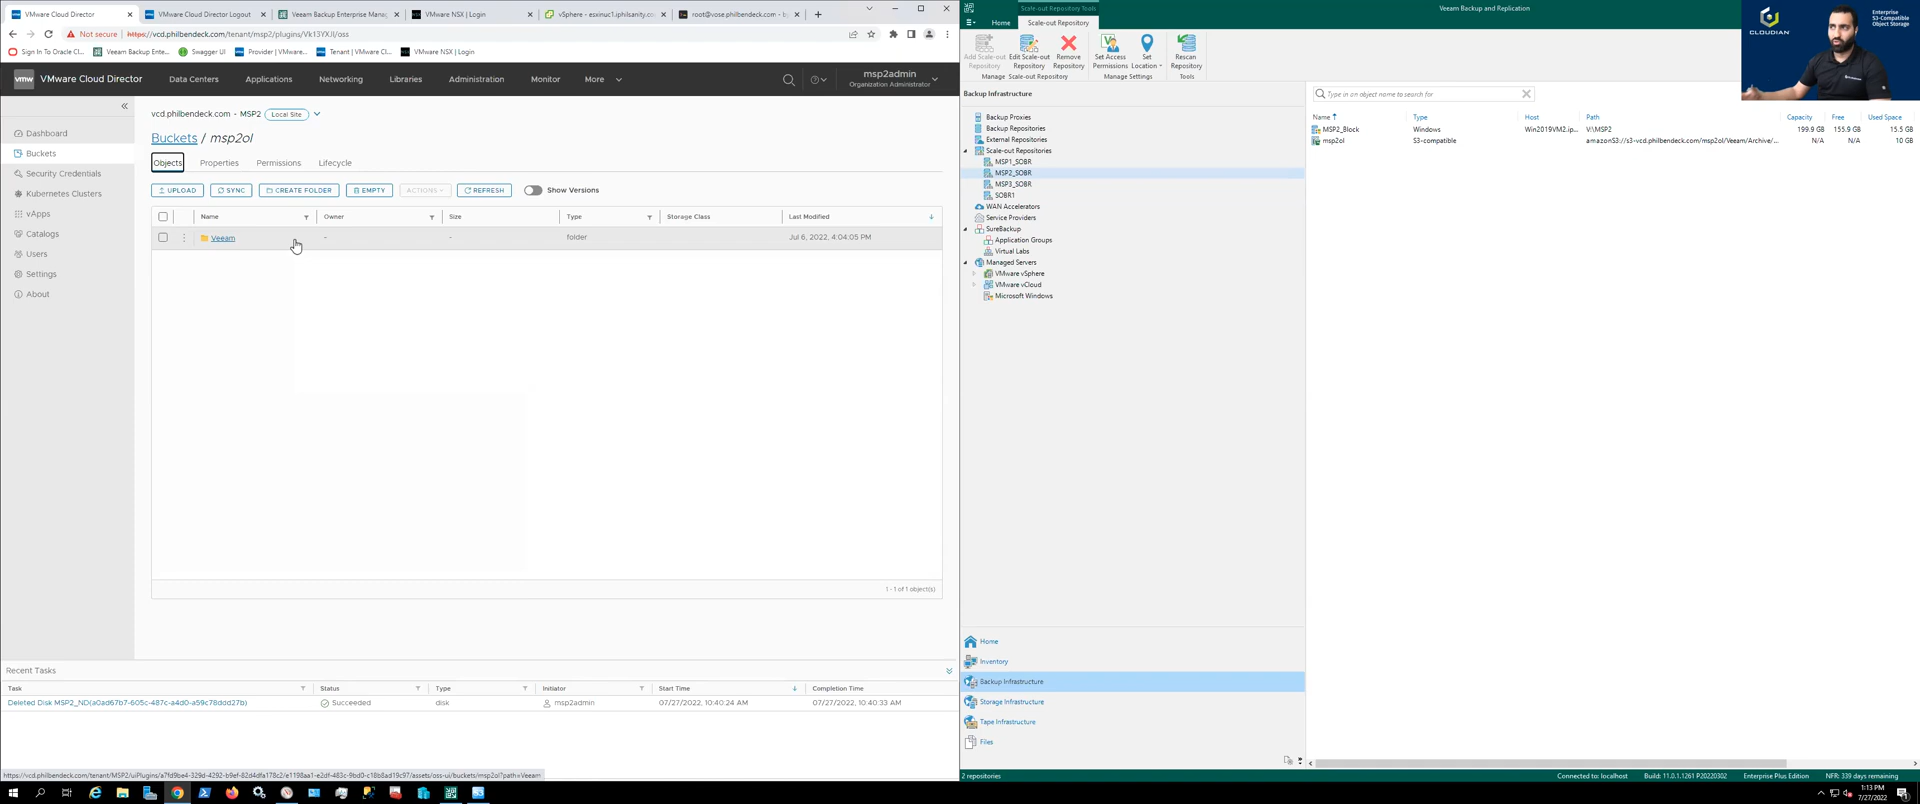 VMware Cloud Director
VMware Cloud Director Logout
Veeam Backup Enterprise Mana
VMware NSX | Login
vSphere - esxinuc1.iphilsanity.co
root@vose.philbendeck.com - b
Not secure
https://vcd.philbendeck.com/tenant/msp2/plugins/Vk13YXJl/oss
Sign In To Oracle Cl...
Veeam Backup Ente...
Swagger UI
Provider | VMware...
Tenant | VMware Cl...
VMware NSX | Login
vmw
VMware Cloud Director
Data Centers
Applications
Networking
Libraries
Administration
Monitor
More
msp2admin
Organization Administrator
vcd.philbendeck.com - MSP2
Local Site
Buckets / msp2ol
Dashboard
Buckets
Security Credentials
Kubernetes Clusters
vApps
Catalogs
Users
Settings
About
Objects
Properties
Permissions
Lifecycle
UPLOAD
SYNC
CREATE FOLDER
EMPTY
ACTIONS
REFRESH
Show Versions
Name
Owner
Size
Type
Storage Class
Last Modified
Veeam
-
-
folder
Jul 6, 2022, 4:04:05 PM
1 - 1 of 1 object(s)
Recent Tasks
Task
Status
Type
Initiator
Start Time
Completion Time
Deleted Disk MSP2_ND(a0ad67b7-605c-487c-a4d0-a59c78ddd27b)
Succeeded
disk
msp2admin
07/27/2022, 10:40:24 AM
07/27/2022, 10:40:33 AM
Scale-out Repository Tools
Veeam Backup and Replication
Home
Scale-out Repository
Add Scale-out Repository
Edit Scale-out Repository
Remove Repository
Set Access Permissions
Set Location
Rescan Repository
Manage Scale-out Repository
Manage Settings
Tools
CLOUDIAN
Enterprise
S3-Compatible
Object Storage
Backup Infrastructure
Backup Proxies
Backup Repositories
External Repositories
Scale-out Repositories
MSP1_SOBR
MSP2_SOBR
MSP3_SOBR
SOBR1
WAN Accelerators
Service Providers
SureBackup
Application Groups
Virtual Labs
Managed Servers
VMware vSphere
VMware vCloud
Microsoft Windows
Type in an object name to search for
Name
Type
Host
Path
Capacity
Free
Used Space
MSP2_Block
Windows
Win2019VM2.ip...
V:\MSP2
199.9 GB
155.9 GB
15.5 GB
msp2ol
S3-compatible
amazonS3://s3-vcd.philbendeck.com/msp2ol/Veeam/Archive/...
N/A
N/A
10 GB
Home
Inventory
Backup Infrastructure
Storage Infrastructure
Tape Infrastructure
Files
2 repositories
Connected to: localhost
Build: 11.0.1.1261 P20220302
Enterprise Plus Edition
NFR: 339 days remaining
1:13 PM
7/27/2022